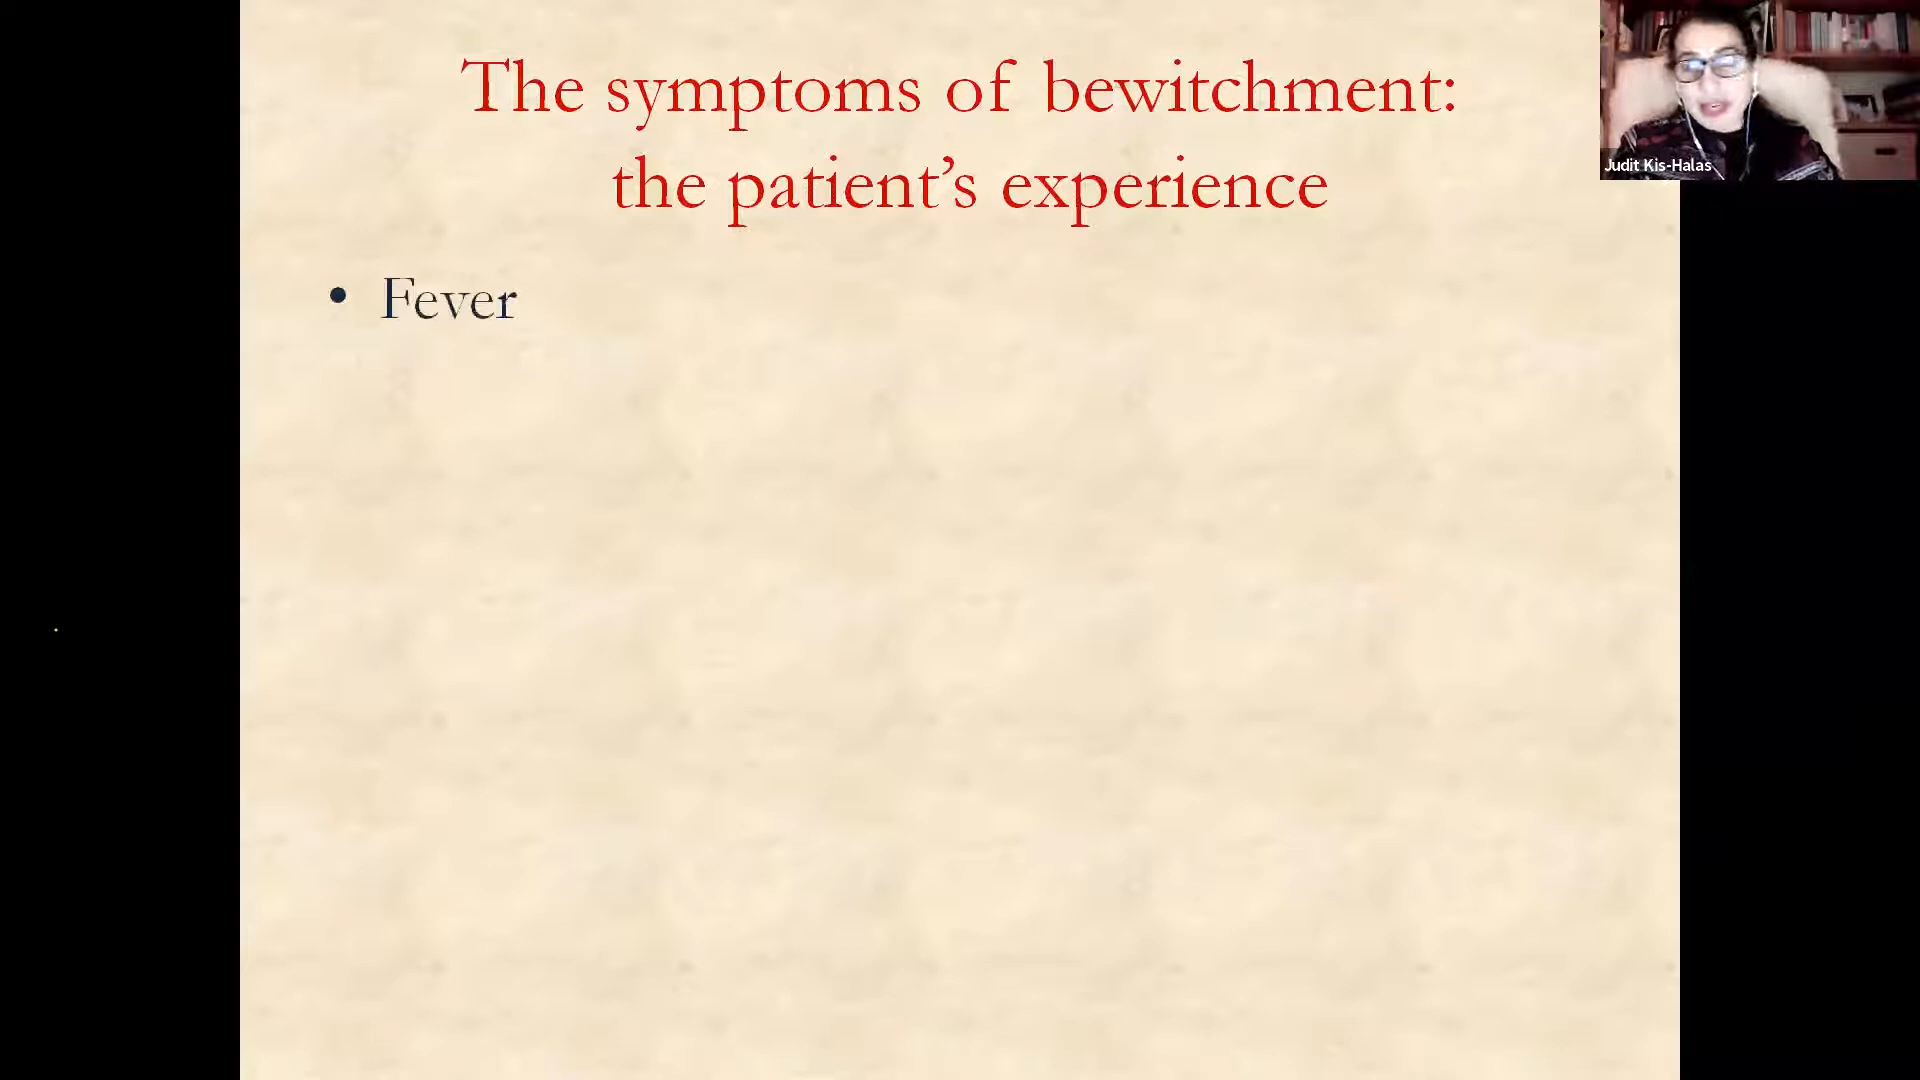 The symptoms of bewitchment:
the patient’s experience
• Fever
Judit Kis-Halas